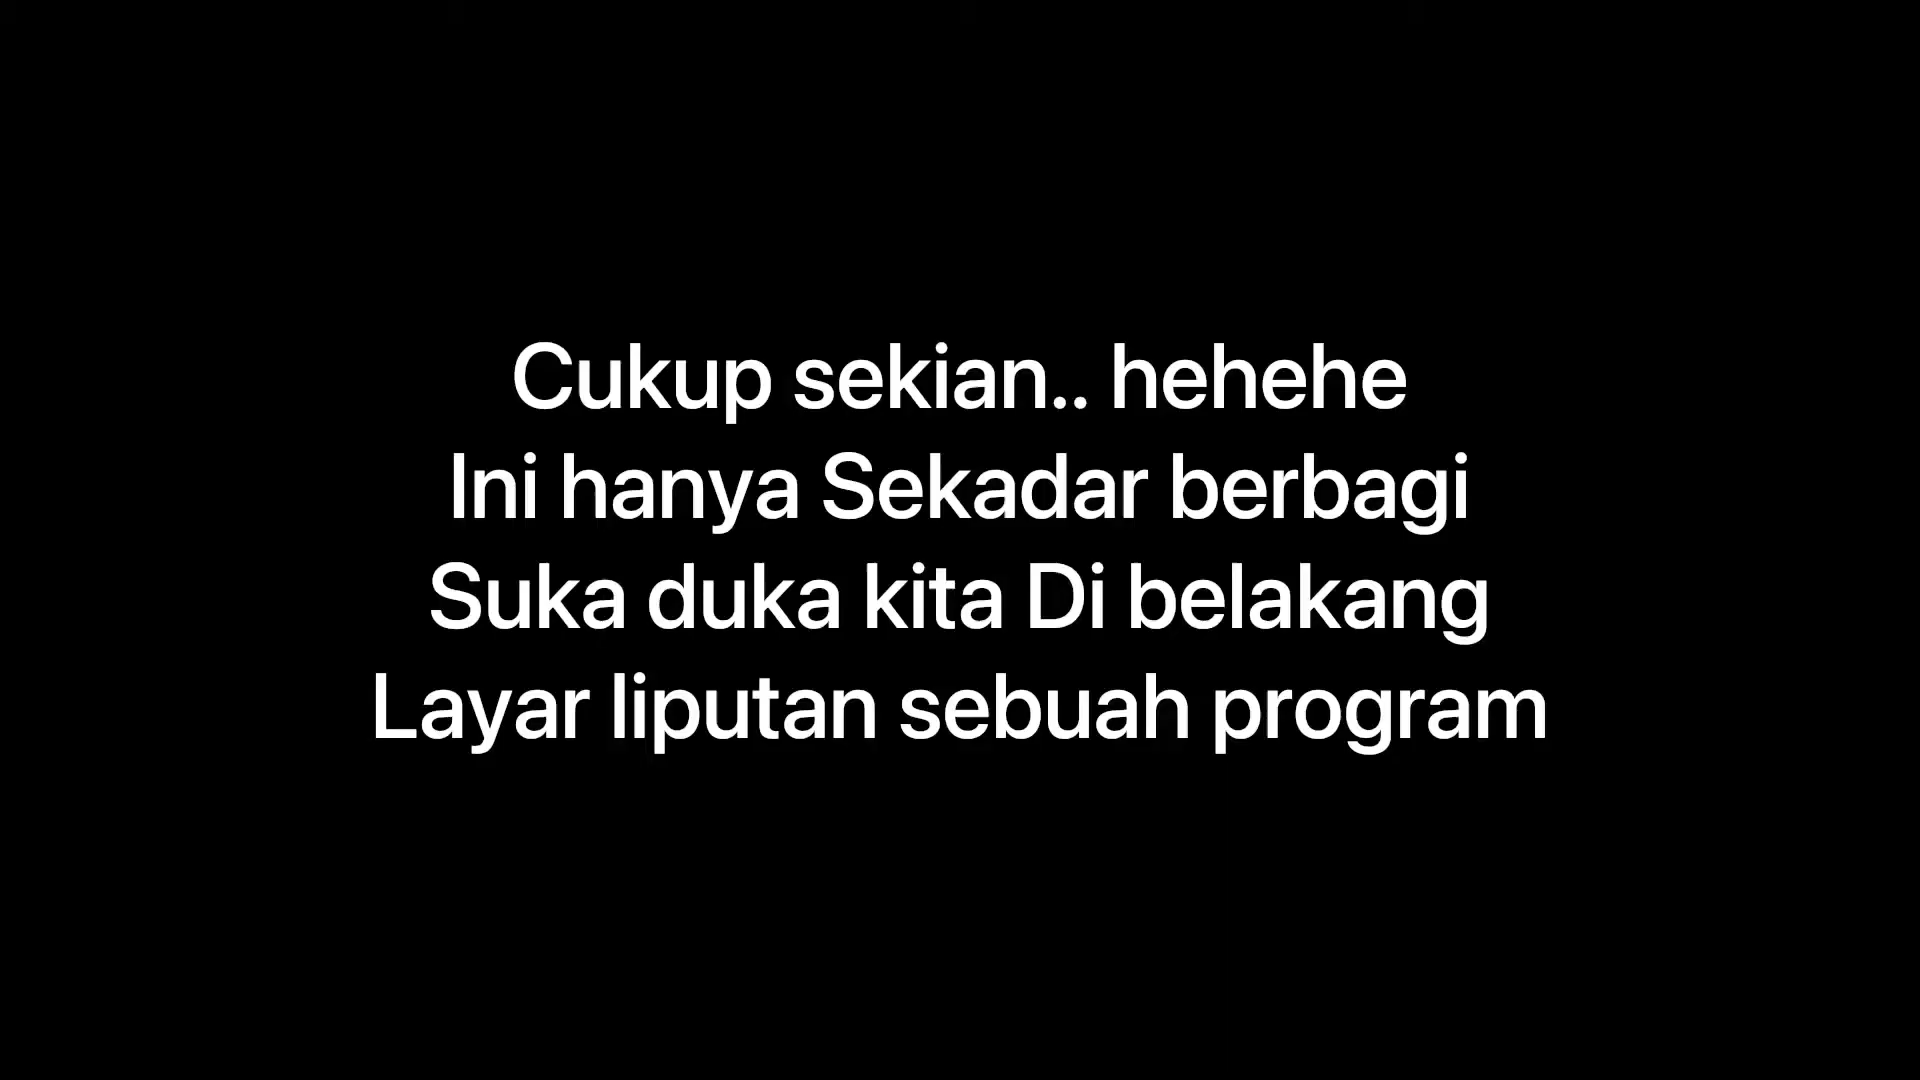 Cukup sekian.. hehehe
Ini hanya Sekadar berbagi
Suka duka kita Di belakang
Layar liputan sebuah program